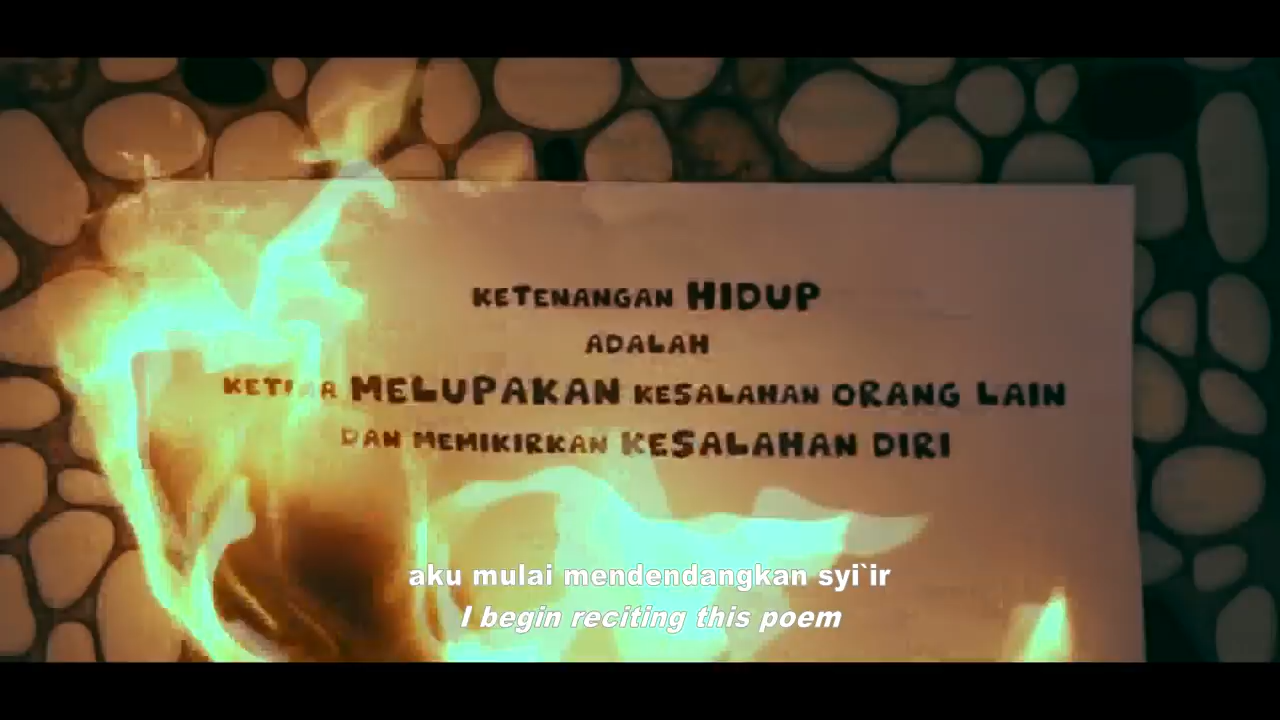 KETENANGAN HIDUP
ADALAH
KETIKA MELUPAKAN KESALAHAN ORANG LAIN
DAN MEMIKIRKAN KESALAHAN DIRI
aku mulai mendendangkan syi`ir
I begin reciting this poem